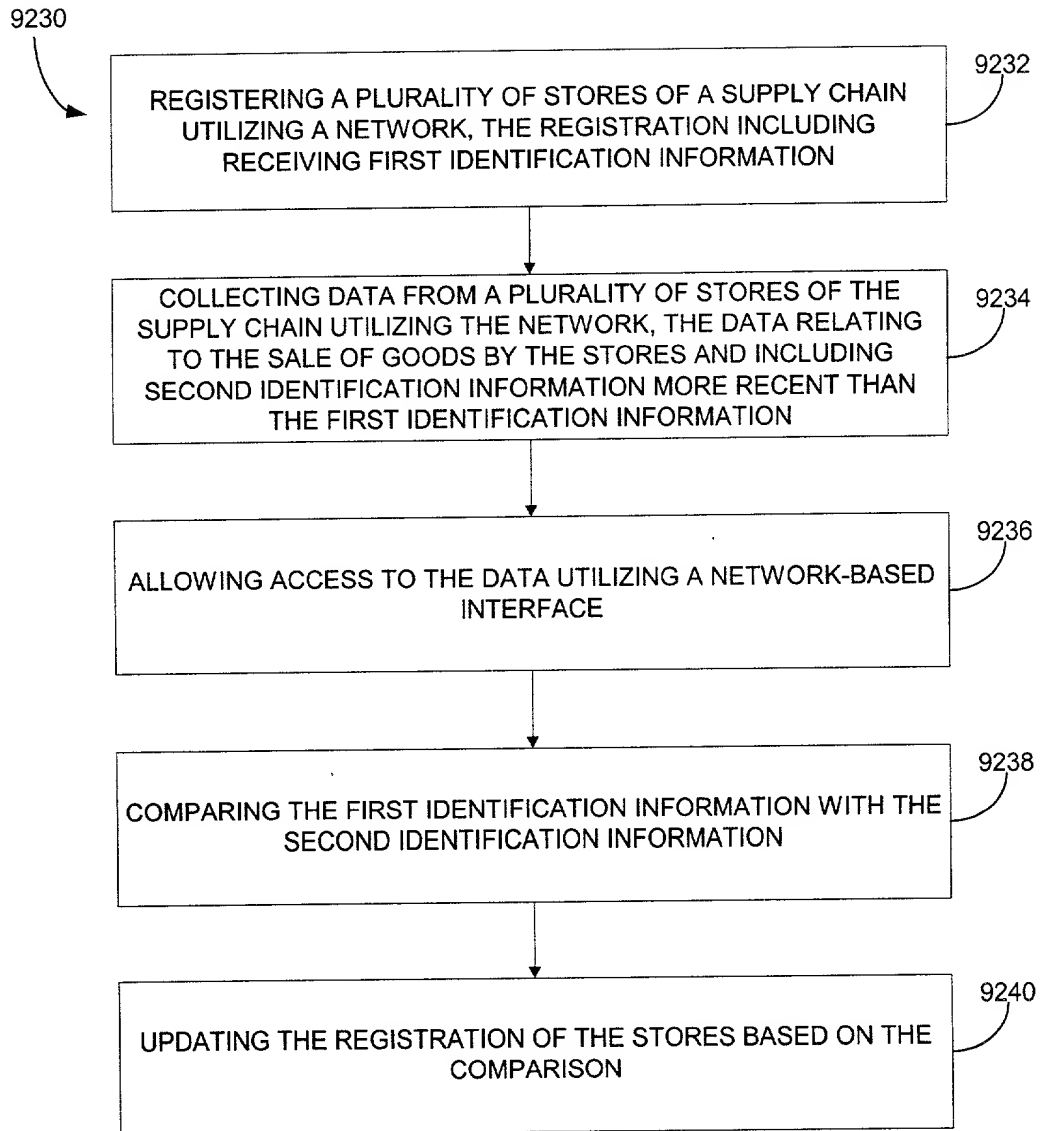 9230
9232
REGISTERING A PLURALITY OF STORES OF A SUPPLY CHAIN
UTILIZING A NETWORK, THE REGISTRATION INCLUDING
RECEIVING FIRST IDENTIFICATION INFORMATION
9234
COLLECTING DATA FROM A PLURALITY OF STORES OF THE
SUPPLY CHAIN UTILIZING THE NETWORK, THE DATA RELATING
TO THE SALE OF GOODS BY THE STORES AND INCLUDING
SECOND IDENTIFICATION INFORMATION MORE RECENT THAN
THE FIRST IDENTIFICATION INFORMATION
9236
ALLOWING ACCESS TO THE DATA UTILIZING A NETWORK-BASED
INTERFACE
9238
COMPARING THE FIRST IDENTIFICATION INFORMATION WITH THE
SECOND IDENTIFICATION INFORMATION
9240
UPDATING THE REGISTRATION OF THE STORES BASED ON THE
COMPARISON